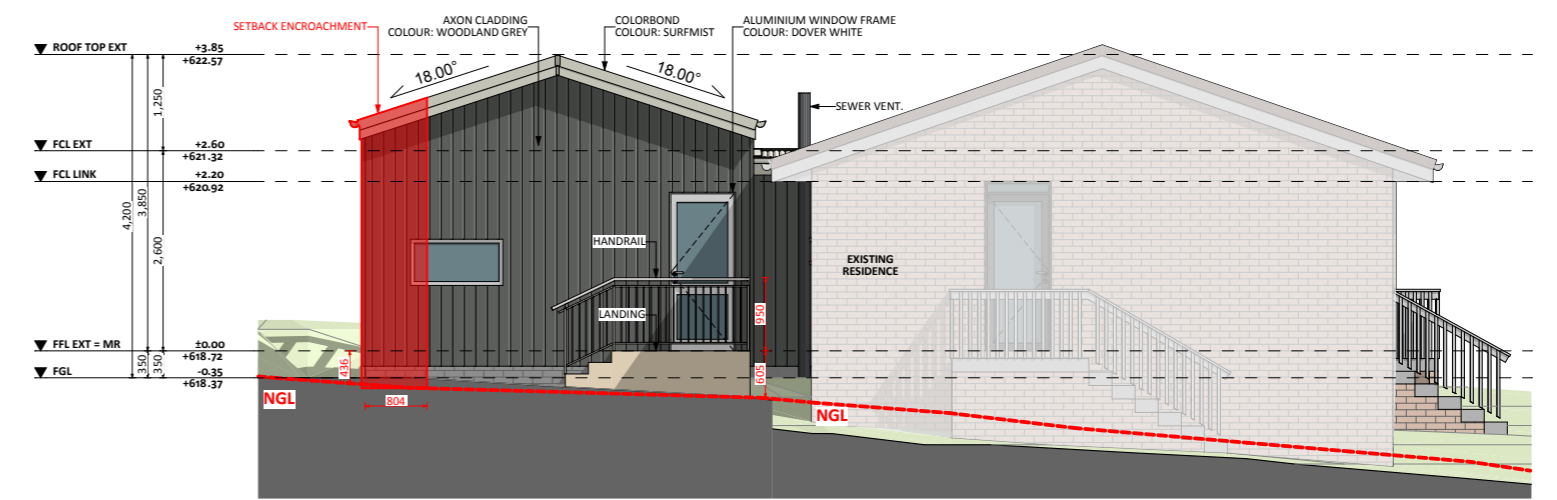 SETBACK ENCROACHMENT
AXON CLADDING
COLOUR: WOODLAND GREY
COLORBOND
COLOUR: SURFMIST
ALUMINIUM WINDOW FRAME
COLOUR: DOVER WHITE
ROOF TOP EXT +3.85
+622.57
18.00°
18.00°
SEWER VENT.
1,250
FCL EXT +2.60
+621.32
FCL LINK +2.20
+620.92
4,200
3,850
2,600
HANDRAIL
EXISTING
RESIDENCE
LANDING
950
FFL EXT = MR ±0.00
+618.72
350
350
436
605
FGL -0.35
+618.37
NGL
804
NGL